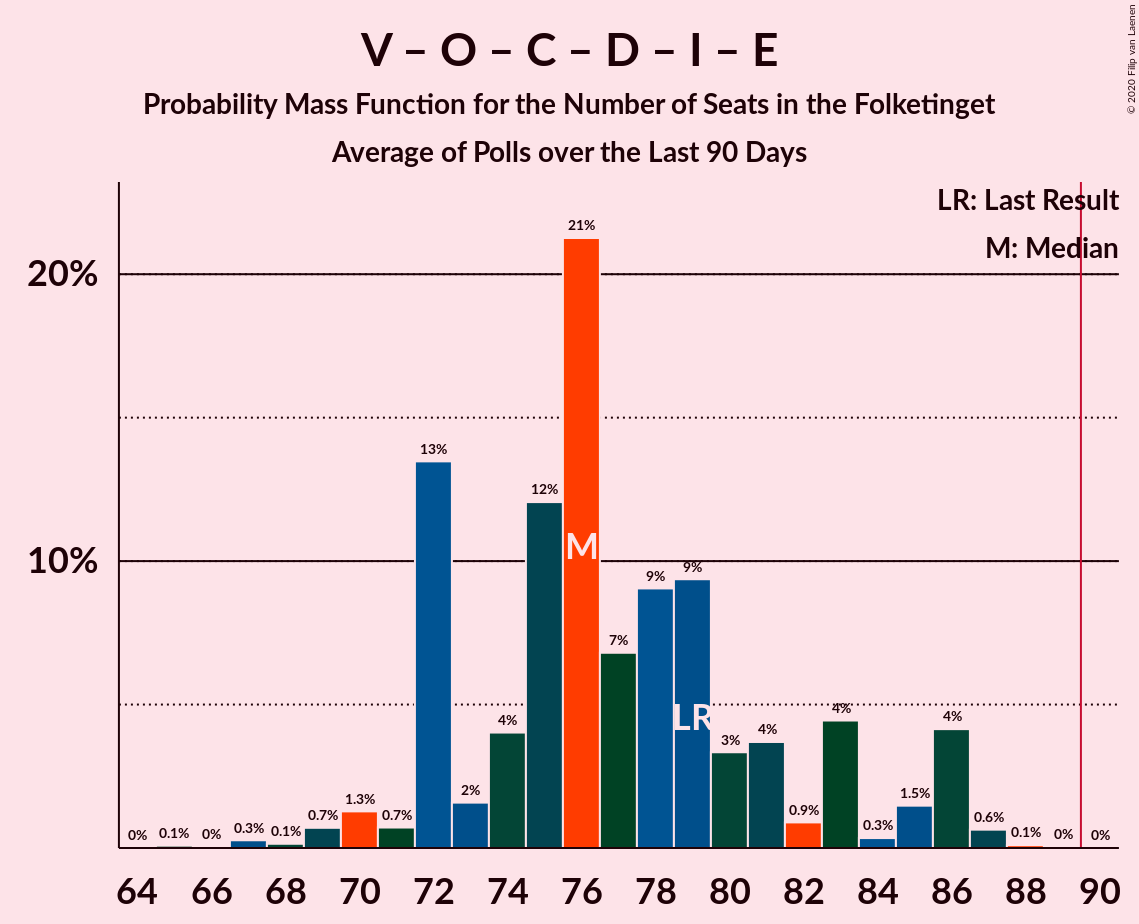 V – O – C – D – I – E
Probability Mass Function for the Number of Seats in the Folketinget
Average of Polls over the Last 90 Days
© 2020 Filip van Laenen
LR: Last Result
M: Median
20%
10%
0% 0.1% 0% 0.3% 0.1% 0.7% 1.3% 0.7% 13% 2% 4% 12% 21% 7% 9% 9% 3% 4% 0.9% 4% 0.3% 1.5% 4% 0.6% 0.1% 0% 0%
M
LR
64 66 68 70 72 74 76 78 80 82 84 86 88 90